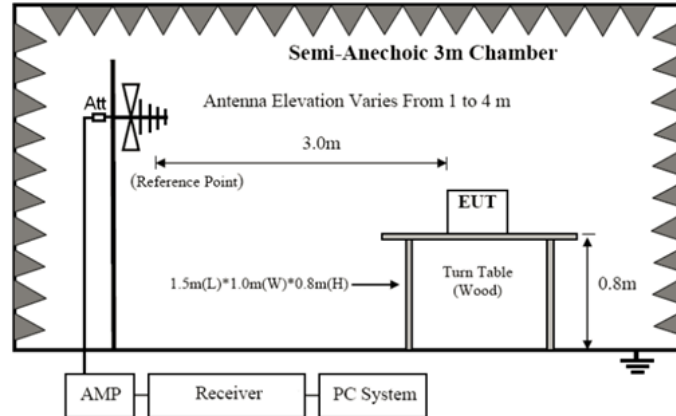 Semi-Anechoic 3m Chamber
Att
Antenna Elevation Varies From 1 to 4 m
3.0m
(Reference Point)
EUT
1.5m(L)*1.0m(W)*0.8m(H)
Turn Table
(Wood)
0.8m
AMP
Receiver
PC System